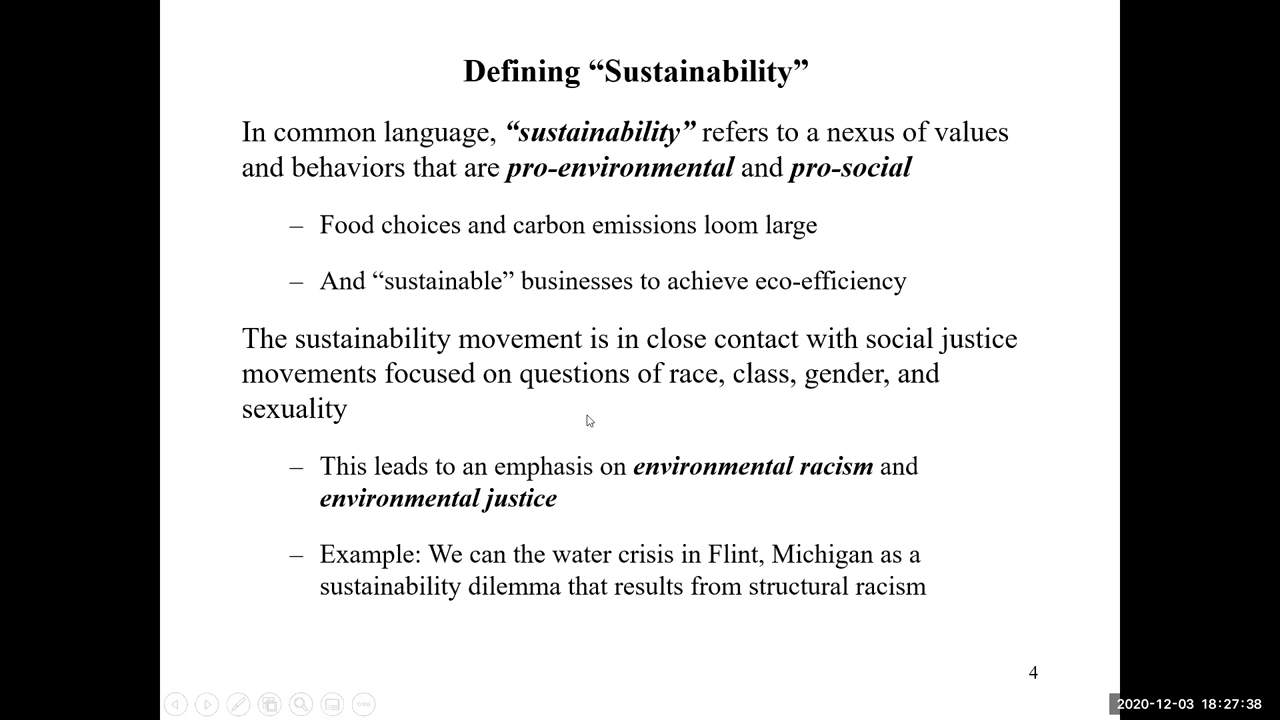 Defining “Sustainability”
In common language, “sustainability” refers to a nexus of values
and behaviors that are pro-environmental and pro-social
– Food choices and carbon emissions loom large
– And “sustainable” businesses to achieve eco-efficiency
The sustainability movement is in close contact with social justice
movements focused on questions of race, class, gender, and
sexuality
– This leads to an emphasis on environmental racism and
environmental justice
– Example: We can the water crisis in Flint, Michigan as a
sustainability dilemma that results from structural racism
4
2020-12-03 18:27:38